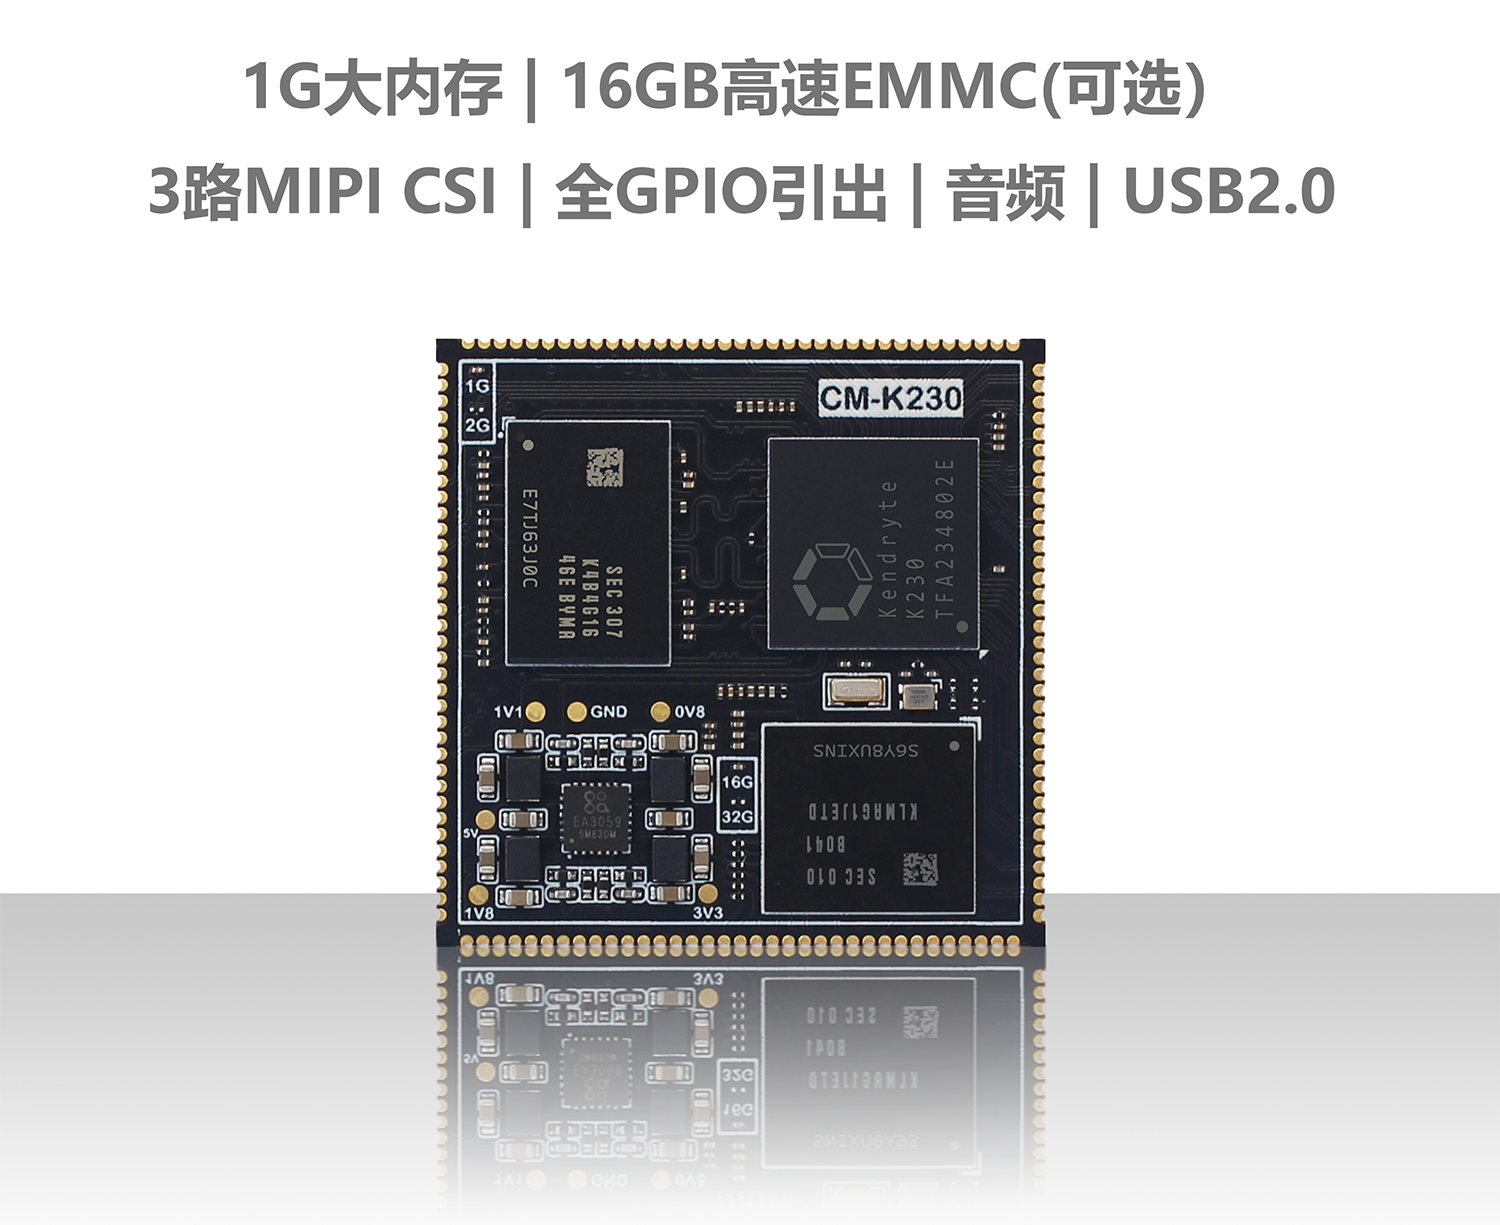 1G大内存 | 16GB高速EMMC(可选)
3路MIPI CSI | 全GPIO引出 | 音频 | USB2.0
1G
2G
CM-K230
E7TJ63J0C
SEC 307
K4B4G16
4GE BYMA
Kendryte
K230
TFA234802E
1V1
GND
0V8
S6Y8UXINS
KLMAG1JETD
B041
SEC 010
16G
32G
EA3059
5M62DM
5V
1V8
3V3